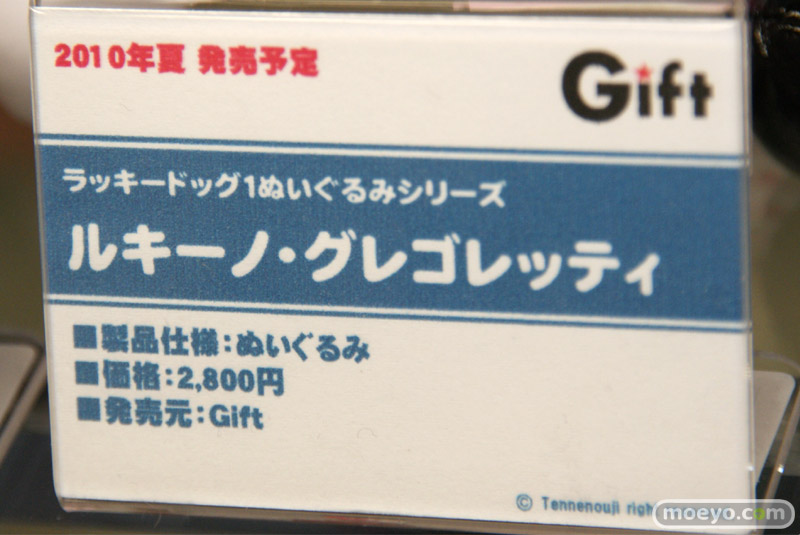 2010年夏 発売予定
Gift
ラッキードッグ1ぬいぐるみシリーズ
ルキーノ・グレゴレッティ
■製品仕様:ぬいぐるみ
■価格:2,800円
■発売元:Gift
© Tennenouji
moeyo.com